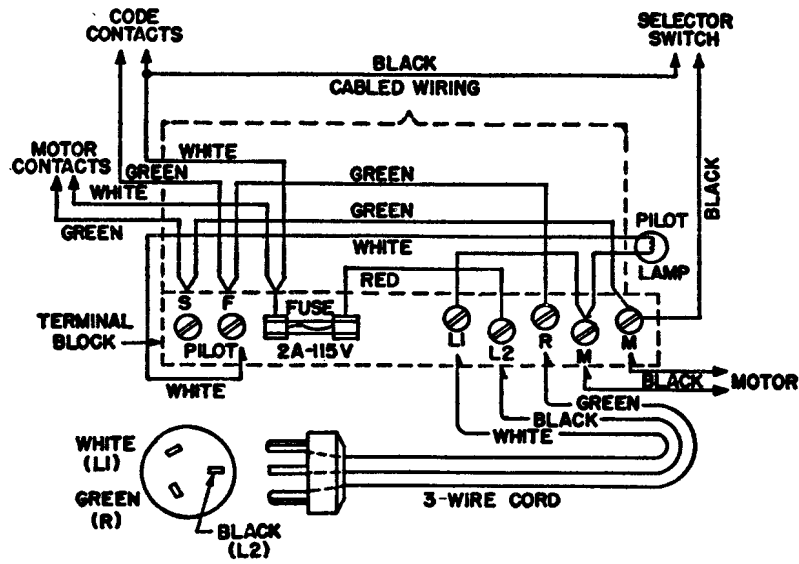 CODE
CONTACTS
SELECTOR
SWITCH
BLACK
CABLED WIRING
MOTOR
CONTACTS
WHITE
GREEN
WHITE
GREEN
GREEN
GREEN
WHITE
BLACK
PILOT
LAMP
RED
S
F
FUSE
TERMINAL
BLOCK
PILOT
2A-115V
L1
L2
R
M
M
WHITE
BLACK
MOTOR
GREEN
BLACK
WHITE
WHITE
(L1)
GREEN
(R)
BLACK
(L2)
3-WIRE CORD